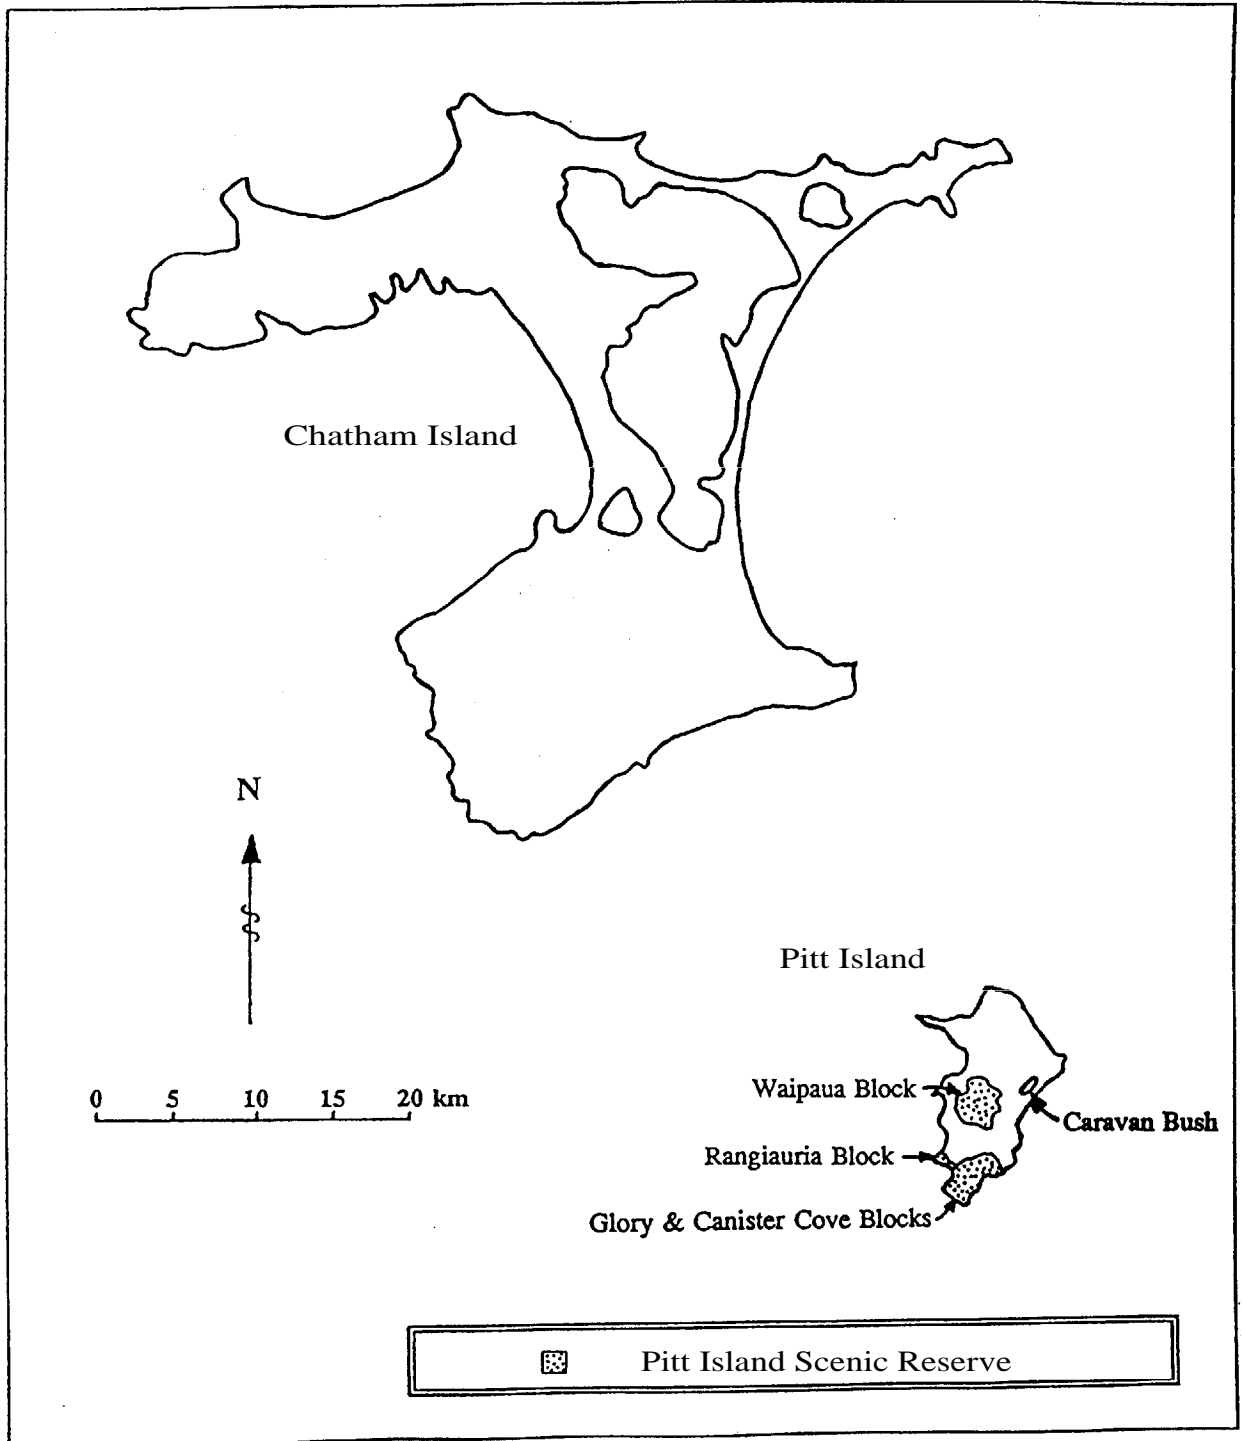 Chatham Island
N
Pitt Island
0 5 10 15 20 km
Waipaua Block
Caravan Bush
Rangiauria Block
Glory & Canister Cove Blocks
Pitt Island Scenic Reserve